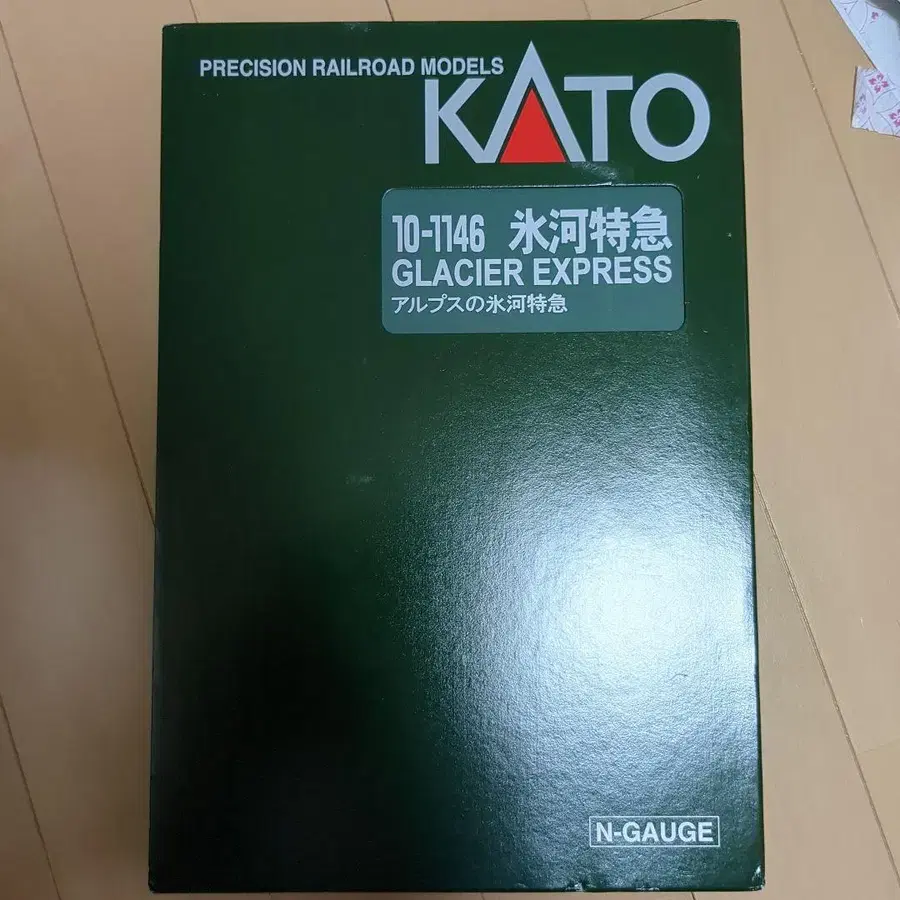 PRECISION RAILROAD MODELS
KATO
10-1146 氷河特急
GLACIER EXPRESS
アルプスの氷河特急
N-GAUGE